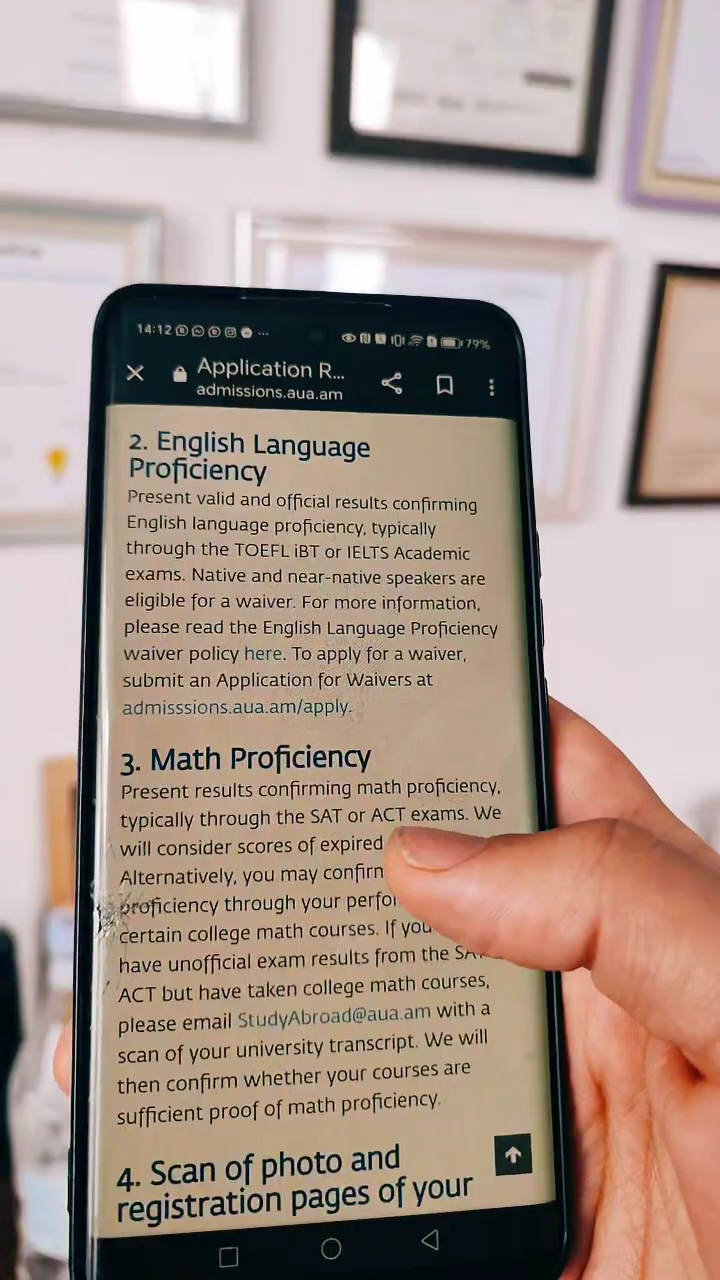 14:12
79%
Application R...
admissions.aua.am
2. English Language
Proficiency
Present valid and official results confirming
English language proficiency, typically
through the TOEFL iBT or IELTS Academic
exams. Native and near-native speakers are
eligible for a waiver. For more information,
please read the English Language Proficiency
waiver policy here. To apply for a waiver,
submit an Application for Waivers at
admisssions.aua.am/apply.
3. Math Proficiency
Present results confirming math proficiency,
typically through the SAT or ACT exams. We
will consider scores of expired
Alternatively, you may confirm
proficiency through your
certain college math courses. If you
have unofficial exam results from the
ACT but have taken college math courses,
please email StudyAbroad@aua.am with a
scan of your university transcript. We will
then confirm whether your courses are
sufficient proof of math proficiency.
4. Scan of photo and
registration pages of your